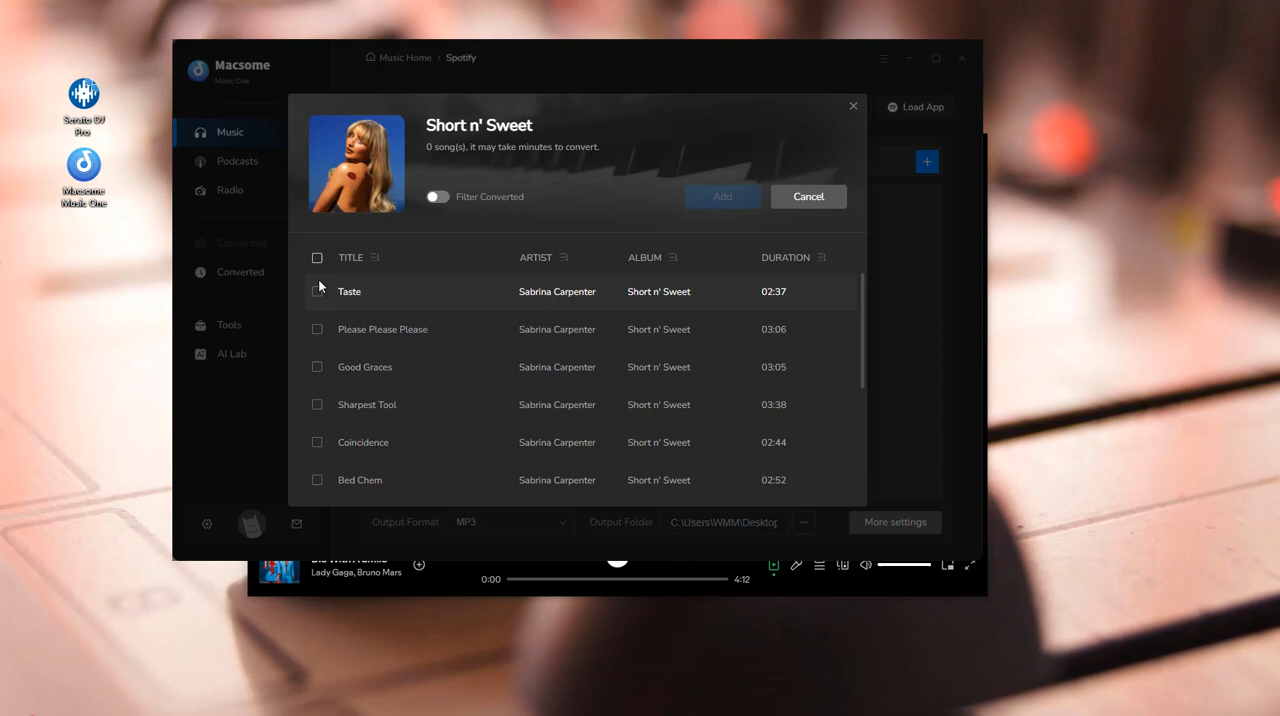 Serato DJ
Pro
Macsome
Music One
Macsome
Music One
Music Home › Spotify
Load App
Music
Podcasts
Radio
Converting
Converted
Tools
AI Lab
Short n' Sweet
0 song(s), it may take minutes to convert.
Filter Converted
Add
Cancel
TITLE ARTIST ALBUM DURATION
Taste Sabrina Carpenter Short n' Sweet 02:37
Please Please Please Sabrina Carpenter Short n' Sweet 03:06
Good Graces Sabrina Carpenter Short n' Sweet 03:05
Sharpest Tool Sabrina Carpenter Short n' Sweet 03:38
Coincidence Sabrina Carpenter Short n' Sweet 02:44
Bed Chem Sabrina Carpenter Short n' Sweet 02:52
Output Format MP3 Output Folder C:\Users\WMM\Desktop ... More settings
Lady Gaga, Bruno Mars
0:00 4:12